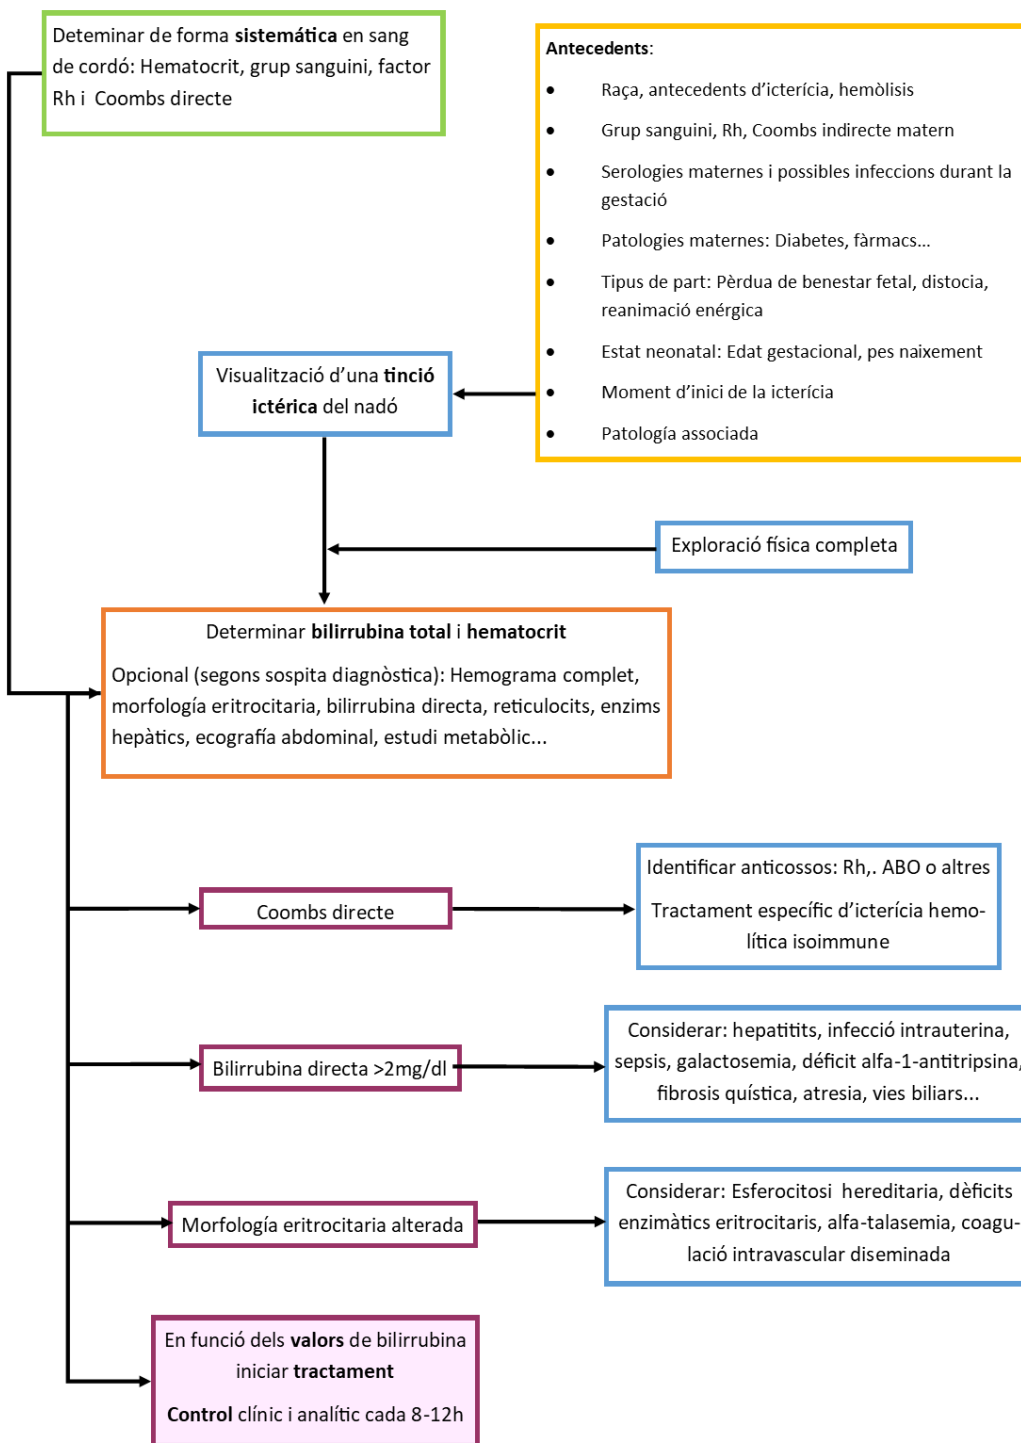 Deteminar de forma sistemática en sang
de cordó: Hematocrit, grup sanguini, factor
Rh i Coombs directe
Antecedents:
• Raça, antecedents d'icterícia, hemòlisis
• Grup sanguini, Rh, Coombs indirecte matern
• Serologies maternes i possibles infeccions durant la
gestació
• Patologies maternes: Diabetes, fàrmacs...
• Tipus de part: Pèrdua de benestar fetal, distocia,
reanimació enérgica
• Estat neonatal: Edat gestacional, pes naixement
• Moment d'inici de la icterícia
• Patología associada
Visualització d'una tinció
ictérica del nadó
Exploració física completa
Determinar bilirrubina total i hematocrit
Opcional (segons sospita diagnòstica): Hemograma complet,
morfología eritrocitaria, bilirrubina directa, reticulocits, enzims
hepàtics, ecografía abdominal, estudi metabòlic...
Coombs directe
Identificar anticossos: Rh,. ABO o altres
Tractament específic d'icterícia hemo-
lítica isoimmune
Bilirrubina directa >2mg/dl
Considerar: hepatitits, infecció intrauterina,
sepsis, galactosemia, déficit alfa-1-antitripsina,
fibrosis quística, atresia, vies biliars...
Morfología eritrocitaria alterada
Considerar: Esferocitosi hereditaria, dèficits
enzimàtics eritrocitaris, alfa-talasemia, coagu-
lació intravascular diseminada
En funció dels valors de bilirrubina
iniciar tractament
Control clínic i analític cada 8-12h